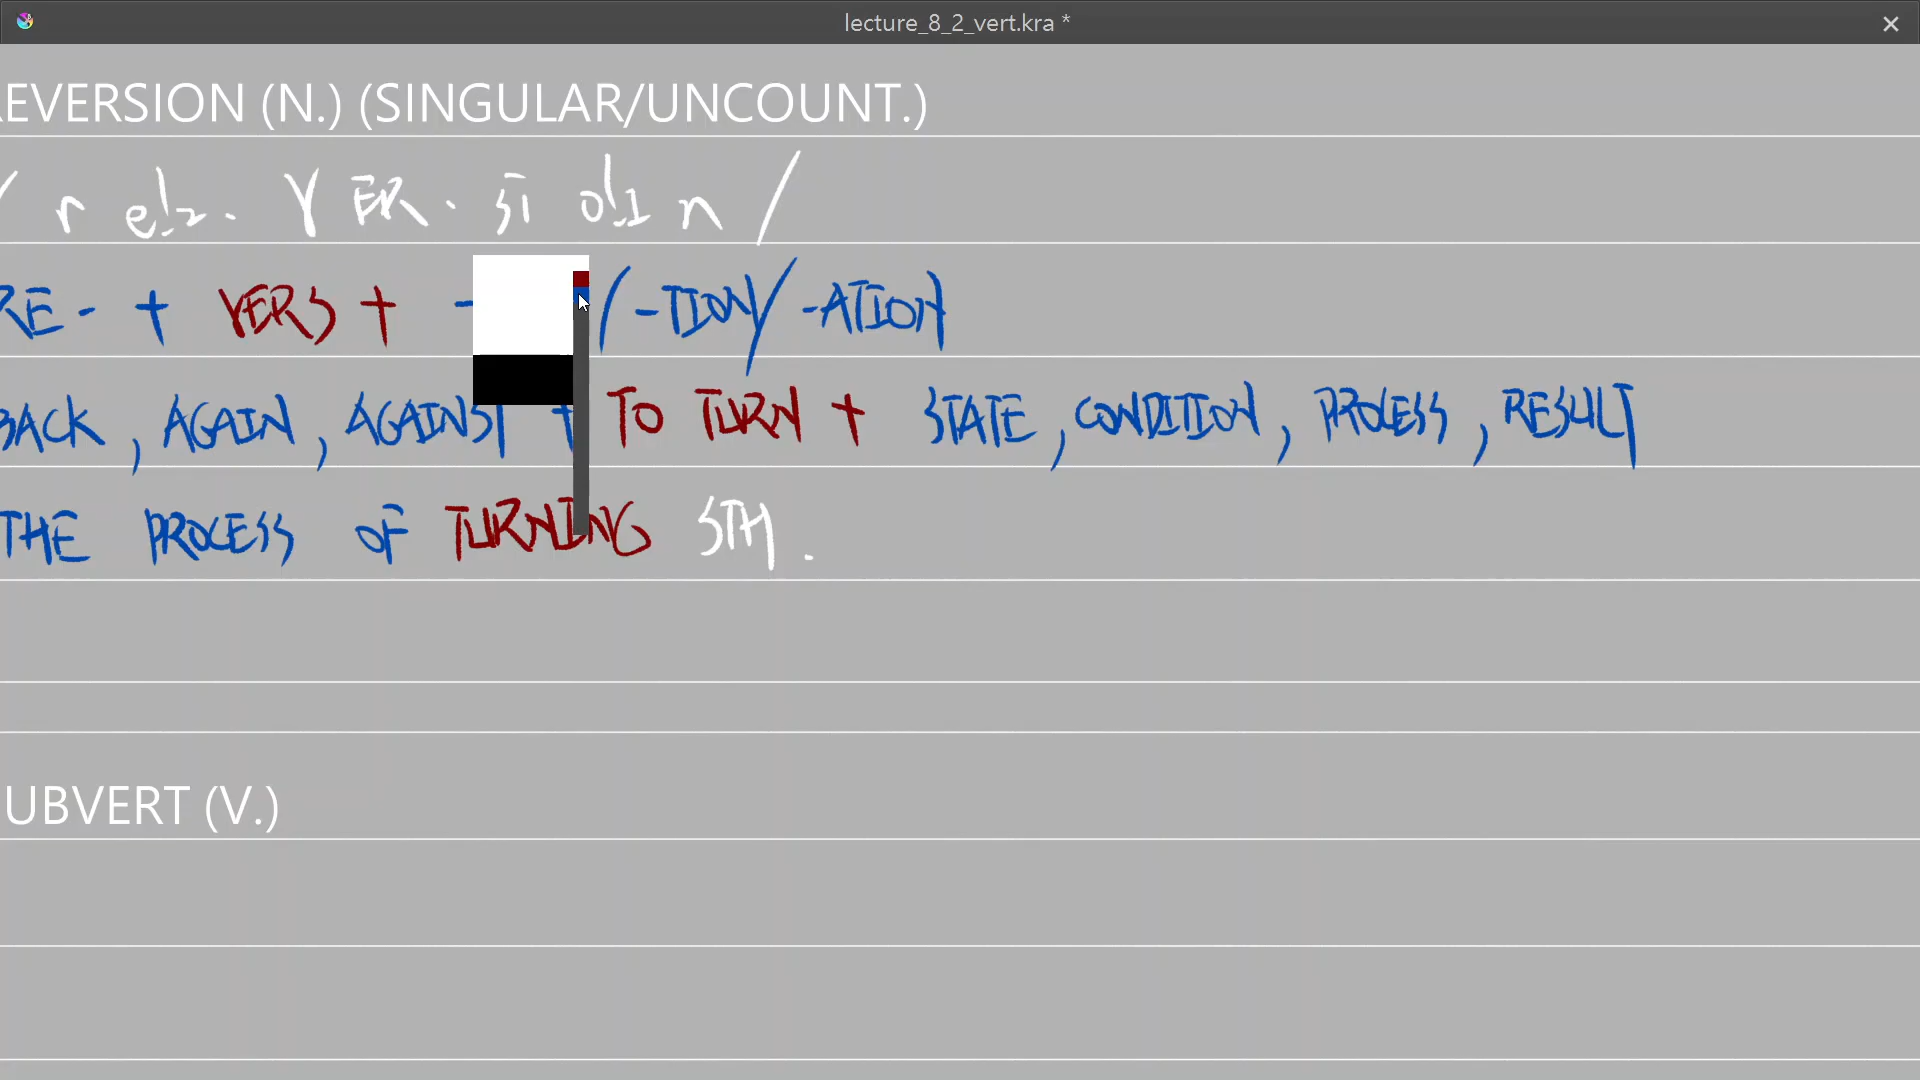 lecture_8_2_vert.kra *
EVERSION (N.) (SINGULAR/UNCOUNT.)
RE- + VERS + - / -TION / -ATION
BACK, AGAIN, AGAINST + TO TURN + STATE, CONDITION, PROCESS, RESULT
THE PROCESS OF TURNING STH.
UBVERT (V.)